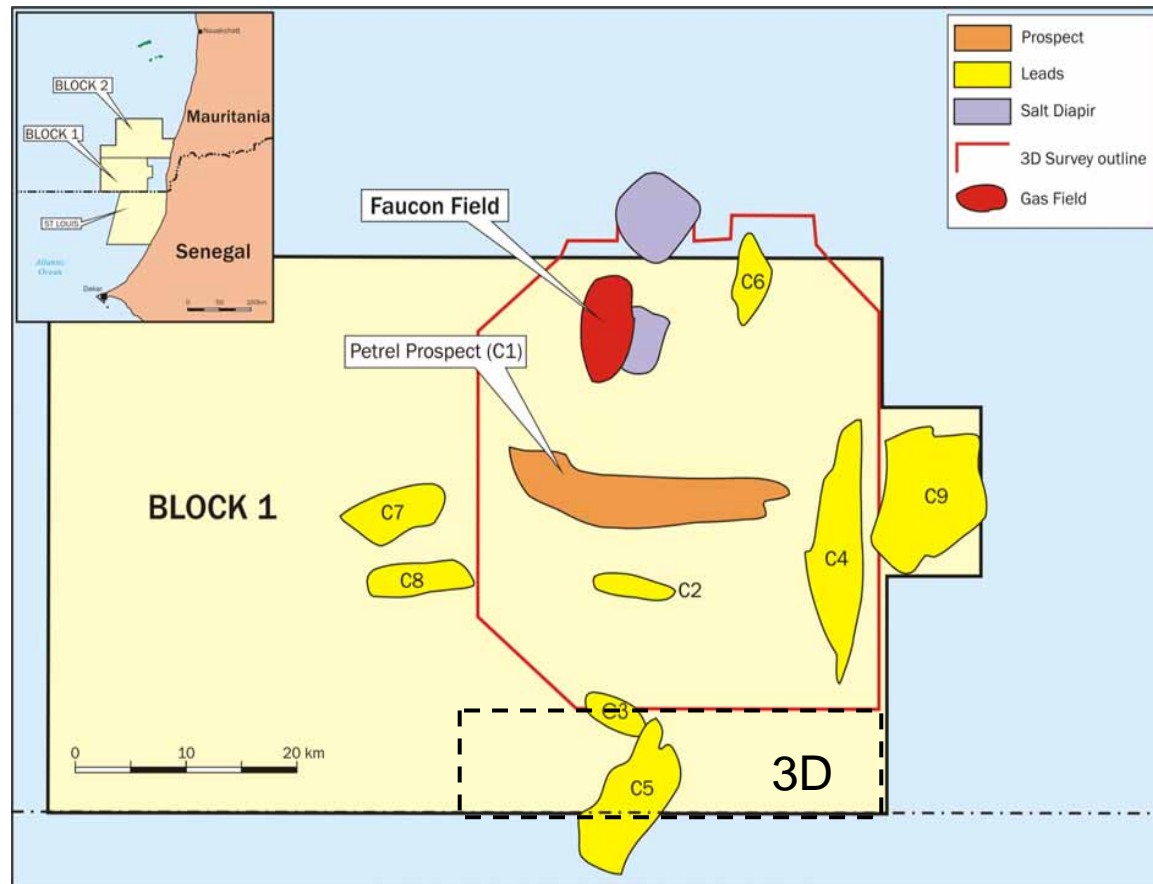 Nouakchott
BLOCK 2
Mauritania
BLOCK 1
ST LOUIS
Senegal
Atlantic
Ocean
Dakar
0 50 100km
Prospect
Leads
Salt Diapir
3D Survey outline
Gas Field
Faucon Field
C6
Petrel Prospect (C1)
BLOCK 1
C7
C9
C4
C8
C2
C3
0 10 20 km
3D
C5